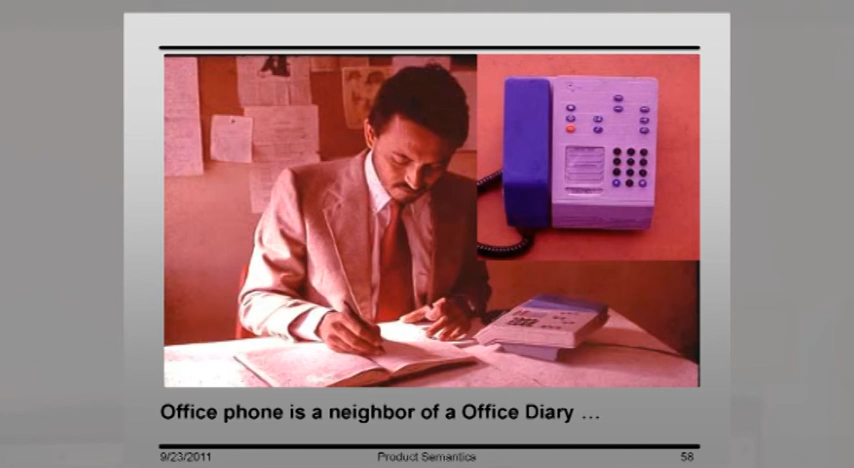 Office phone is a neighbor of a Office Diary ...
9/23/2011 Product Semantics 58